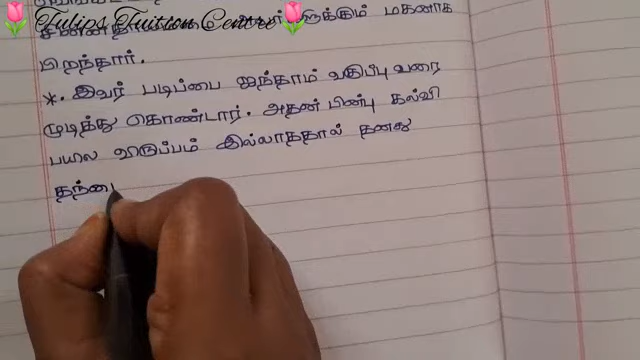 Tulips Tuition Centre
மகனாக
பிறந்தார்.
*. இவர் படிப்பை ஐந்தாம் வகுப்பு வரை
முடித்து கொண்டார். அதன் பின்பு கல்வி
பயில விருப்பம் இல்லாததால் தனது
தந்தை